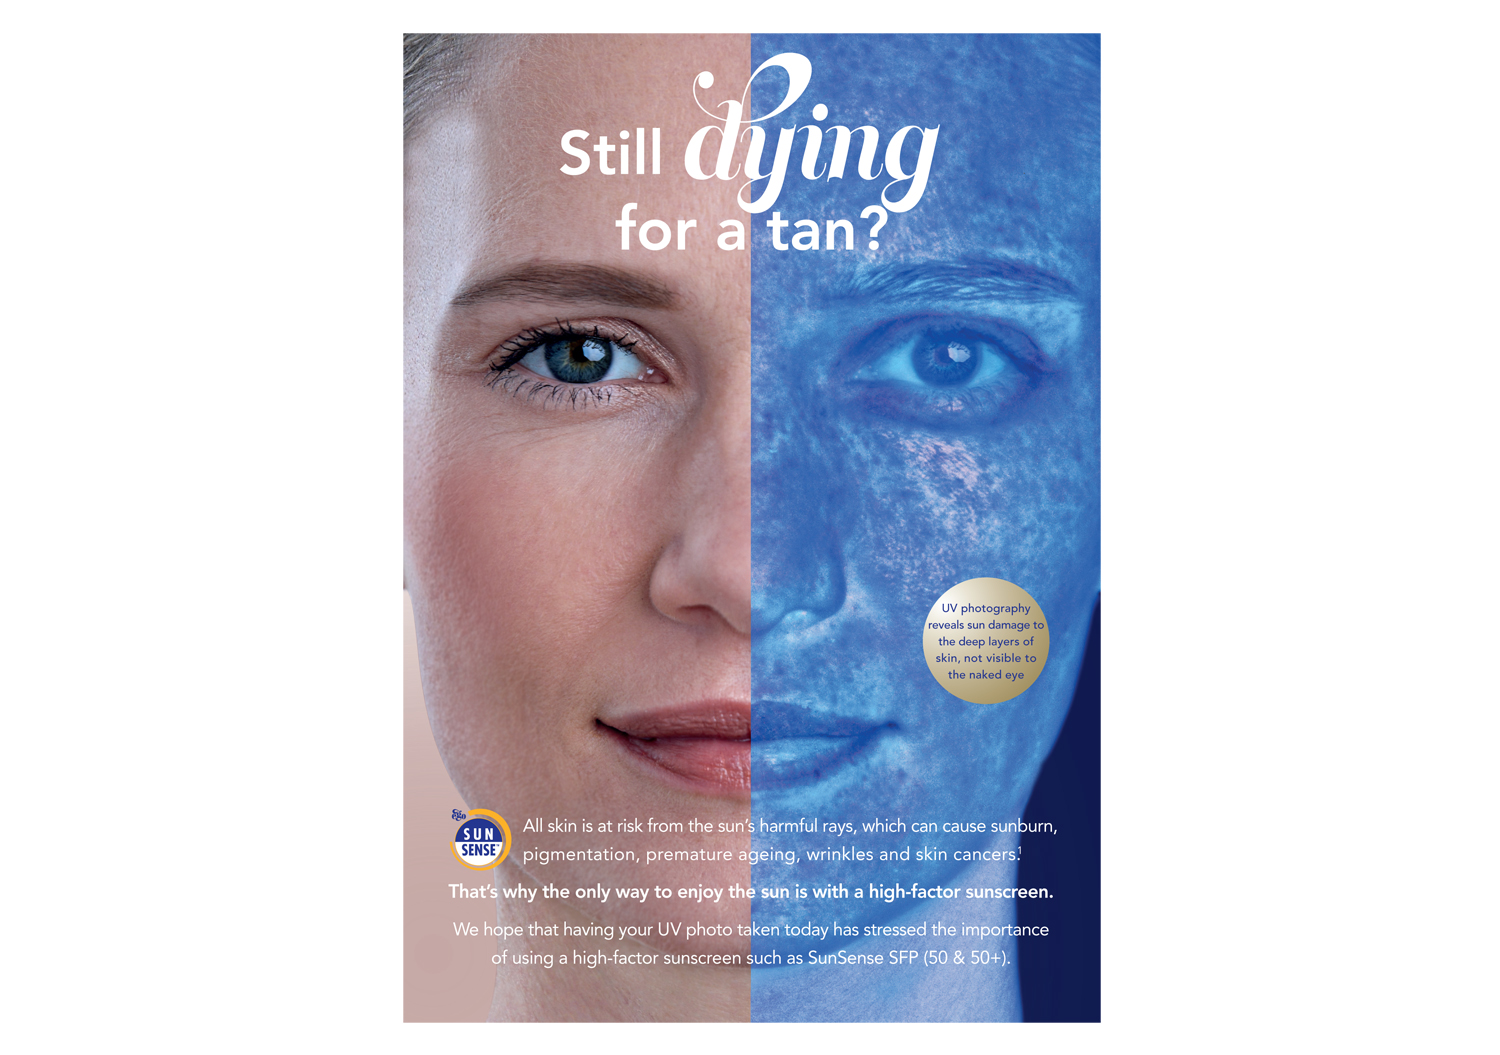 Still dying
for a tan?
UV photography
reveals sun damage to
the deep layers of
skin, not visible to
the naked eye
ego
SUN
SENSE™
All skin is at risk from the sun's harmful rays, which can cause sunburn,
pigmentation, premature ageing, wrinkles and skin cancers.¹
That's why the only way to enjoy the sun is with a high-factor sunscreen.
We hope that having your UV photo taken today has stressed the importance
of using a high-factor sunscreen such as SunSense SFP (50 & 50+).